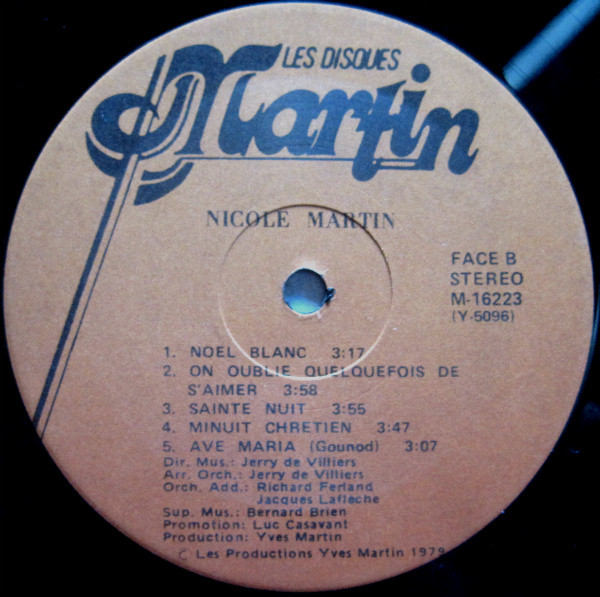 LES DISQUES
Martin
NICOLE MARTIN
FACE B
STEREO
M-16223
(Y-5096)
1. NOEL BLANC 3:17
2. ON OUBLIE QUELQUEFOIS DE
S'AIMER 3:58
3. SAINTE NUIT 3:55
4. MINUIT CHRETIEN 3:47
5. AVE MARIA (Gounod) 3:07
Dir. Mus.: Jerry de Villiers
Arr. Orch.: Jerry de Villiers
Orch. Add.: Richard Ferland
Jacques Lafleche
Sup. Mus.: Bernard Brien
Promotion: Luc Casavant
Production: Yves Martin
© Les Productions Yves Martin 1979